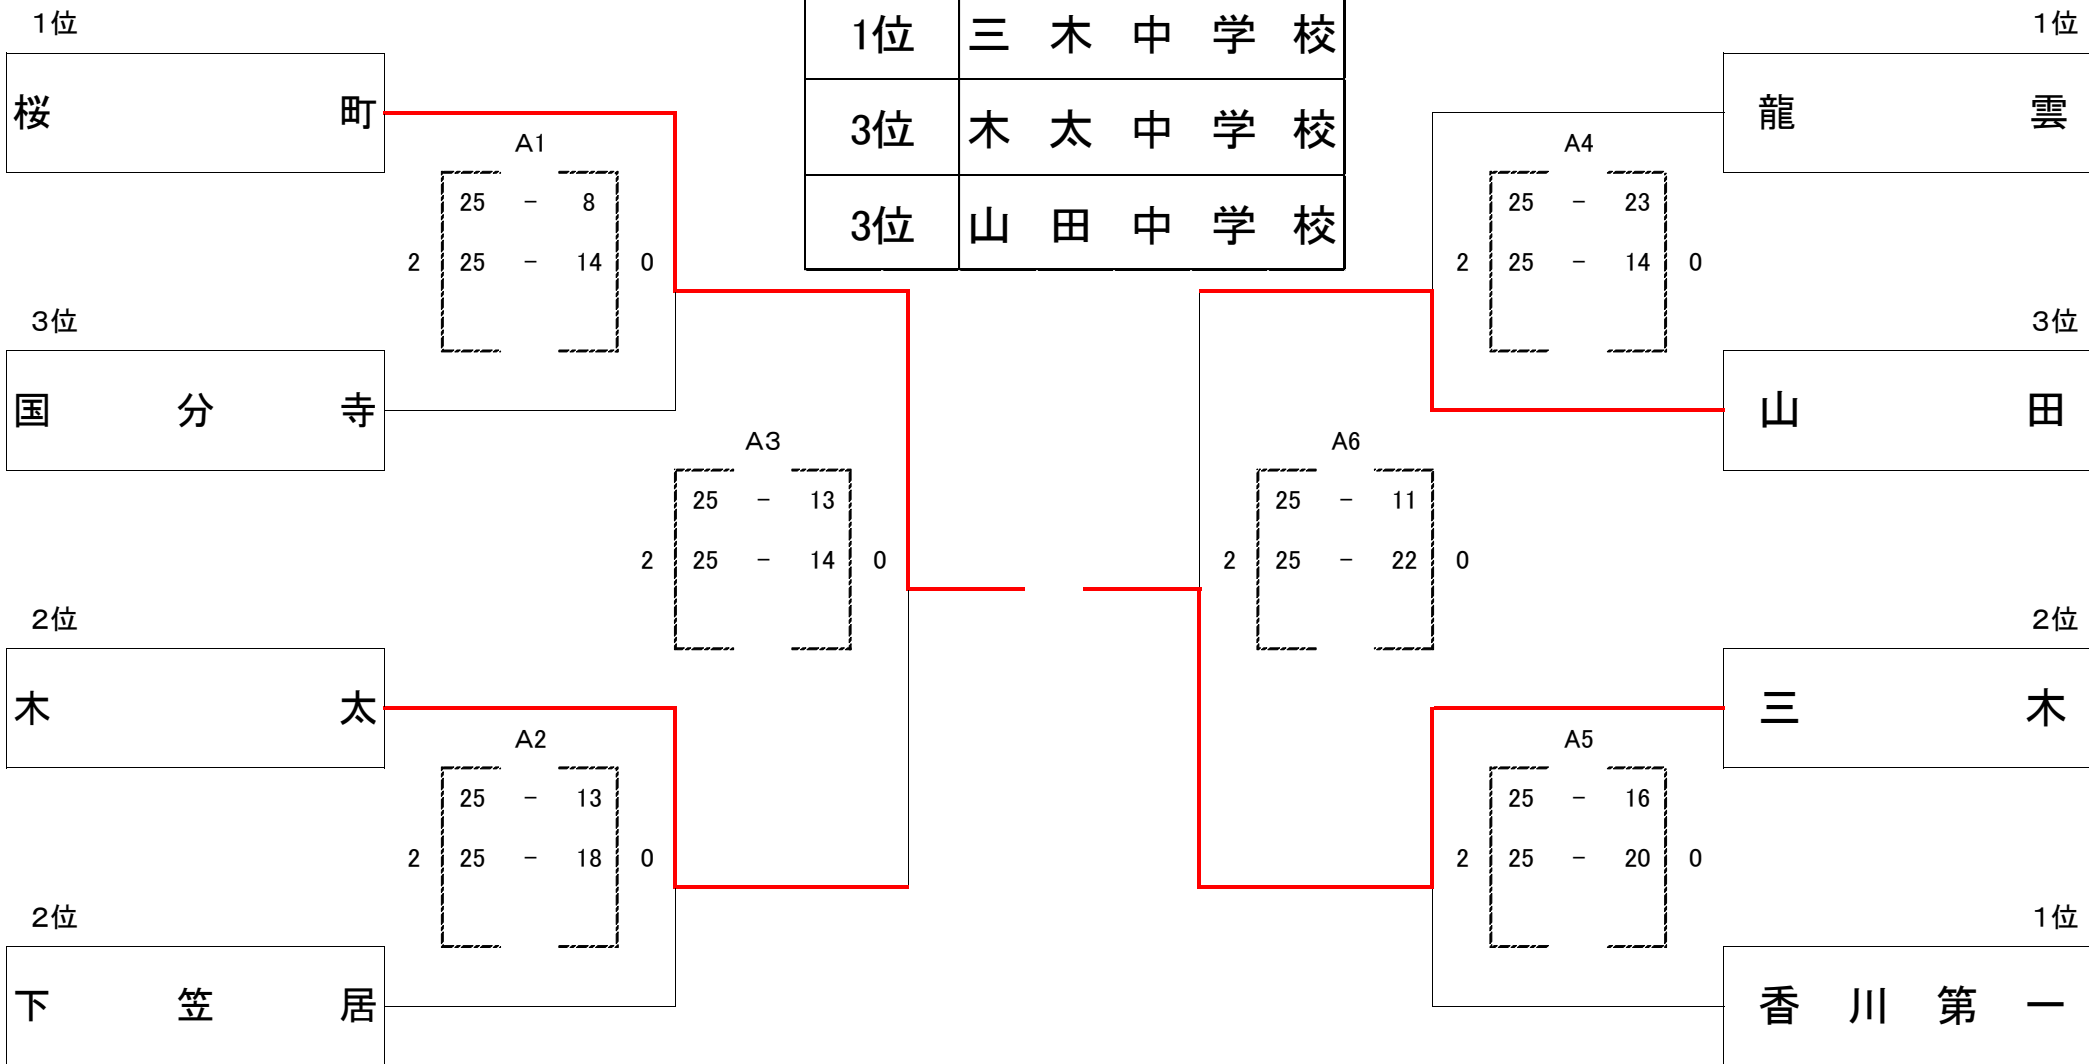 1位 三木中学校
3位 木太中学校
3位 山田中学校
1位
桜町
A1
25 - 8
2 25 - 14 0
3位
国分寺
A3
25 - 13
2 25 - 14 0
2位
木太
A2
25 - 13
2 25 - 18 0
2位
下笠居
1位
龍雲
A4
25 - 23
2 25 - 14 0
3位
山田
A6
25 - 11
2 25 - 22 0
2位
三木
A5
25 - 16
2 25 - 20 0
1位
香川第一